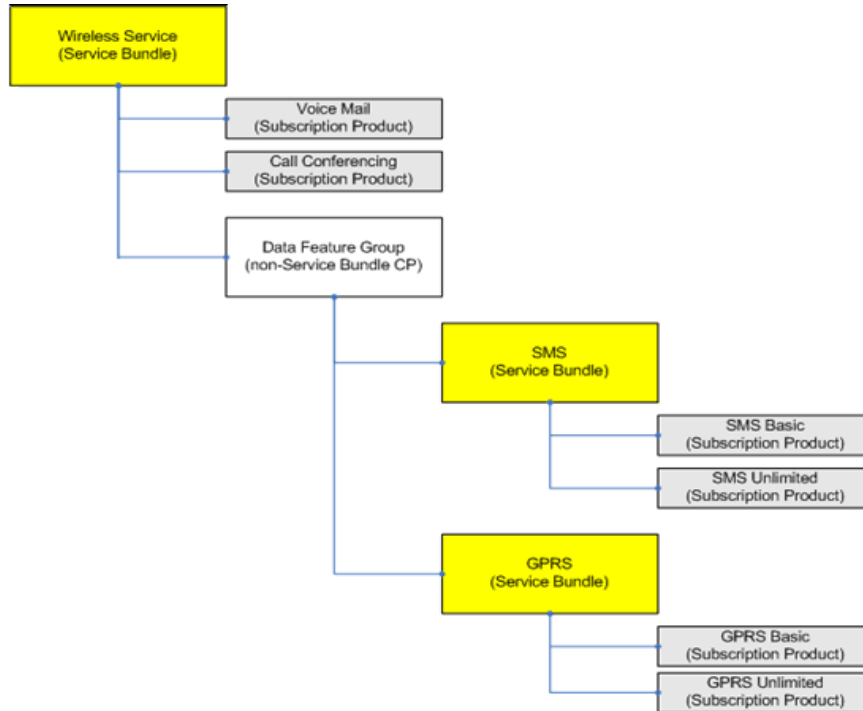 Wireless Service
(Service Bundle)
Voice Mail
(Subscription Product)
Call Conferencing
(Subscription Product)
Data Feature Group
(non-Service Bundle CP)
SMS
(Service Bundle)
SMS Basic
(Subscription Product)
SMS Unlimited
(Subscription Product)
GPRS
(Service Bundle)
GPRS Basic
(Subscription Product)
GPRS Unlimited
(Subscription Product)